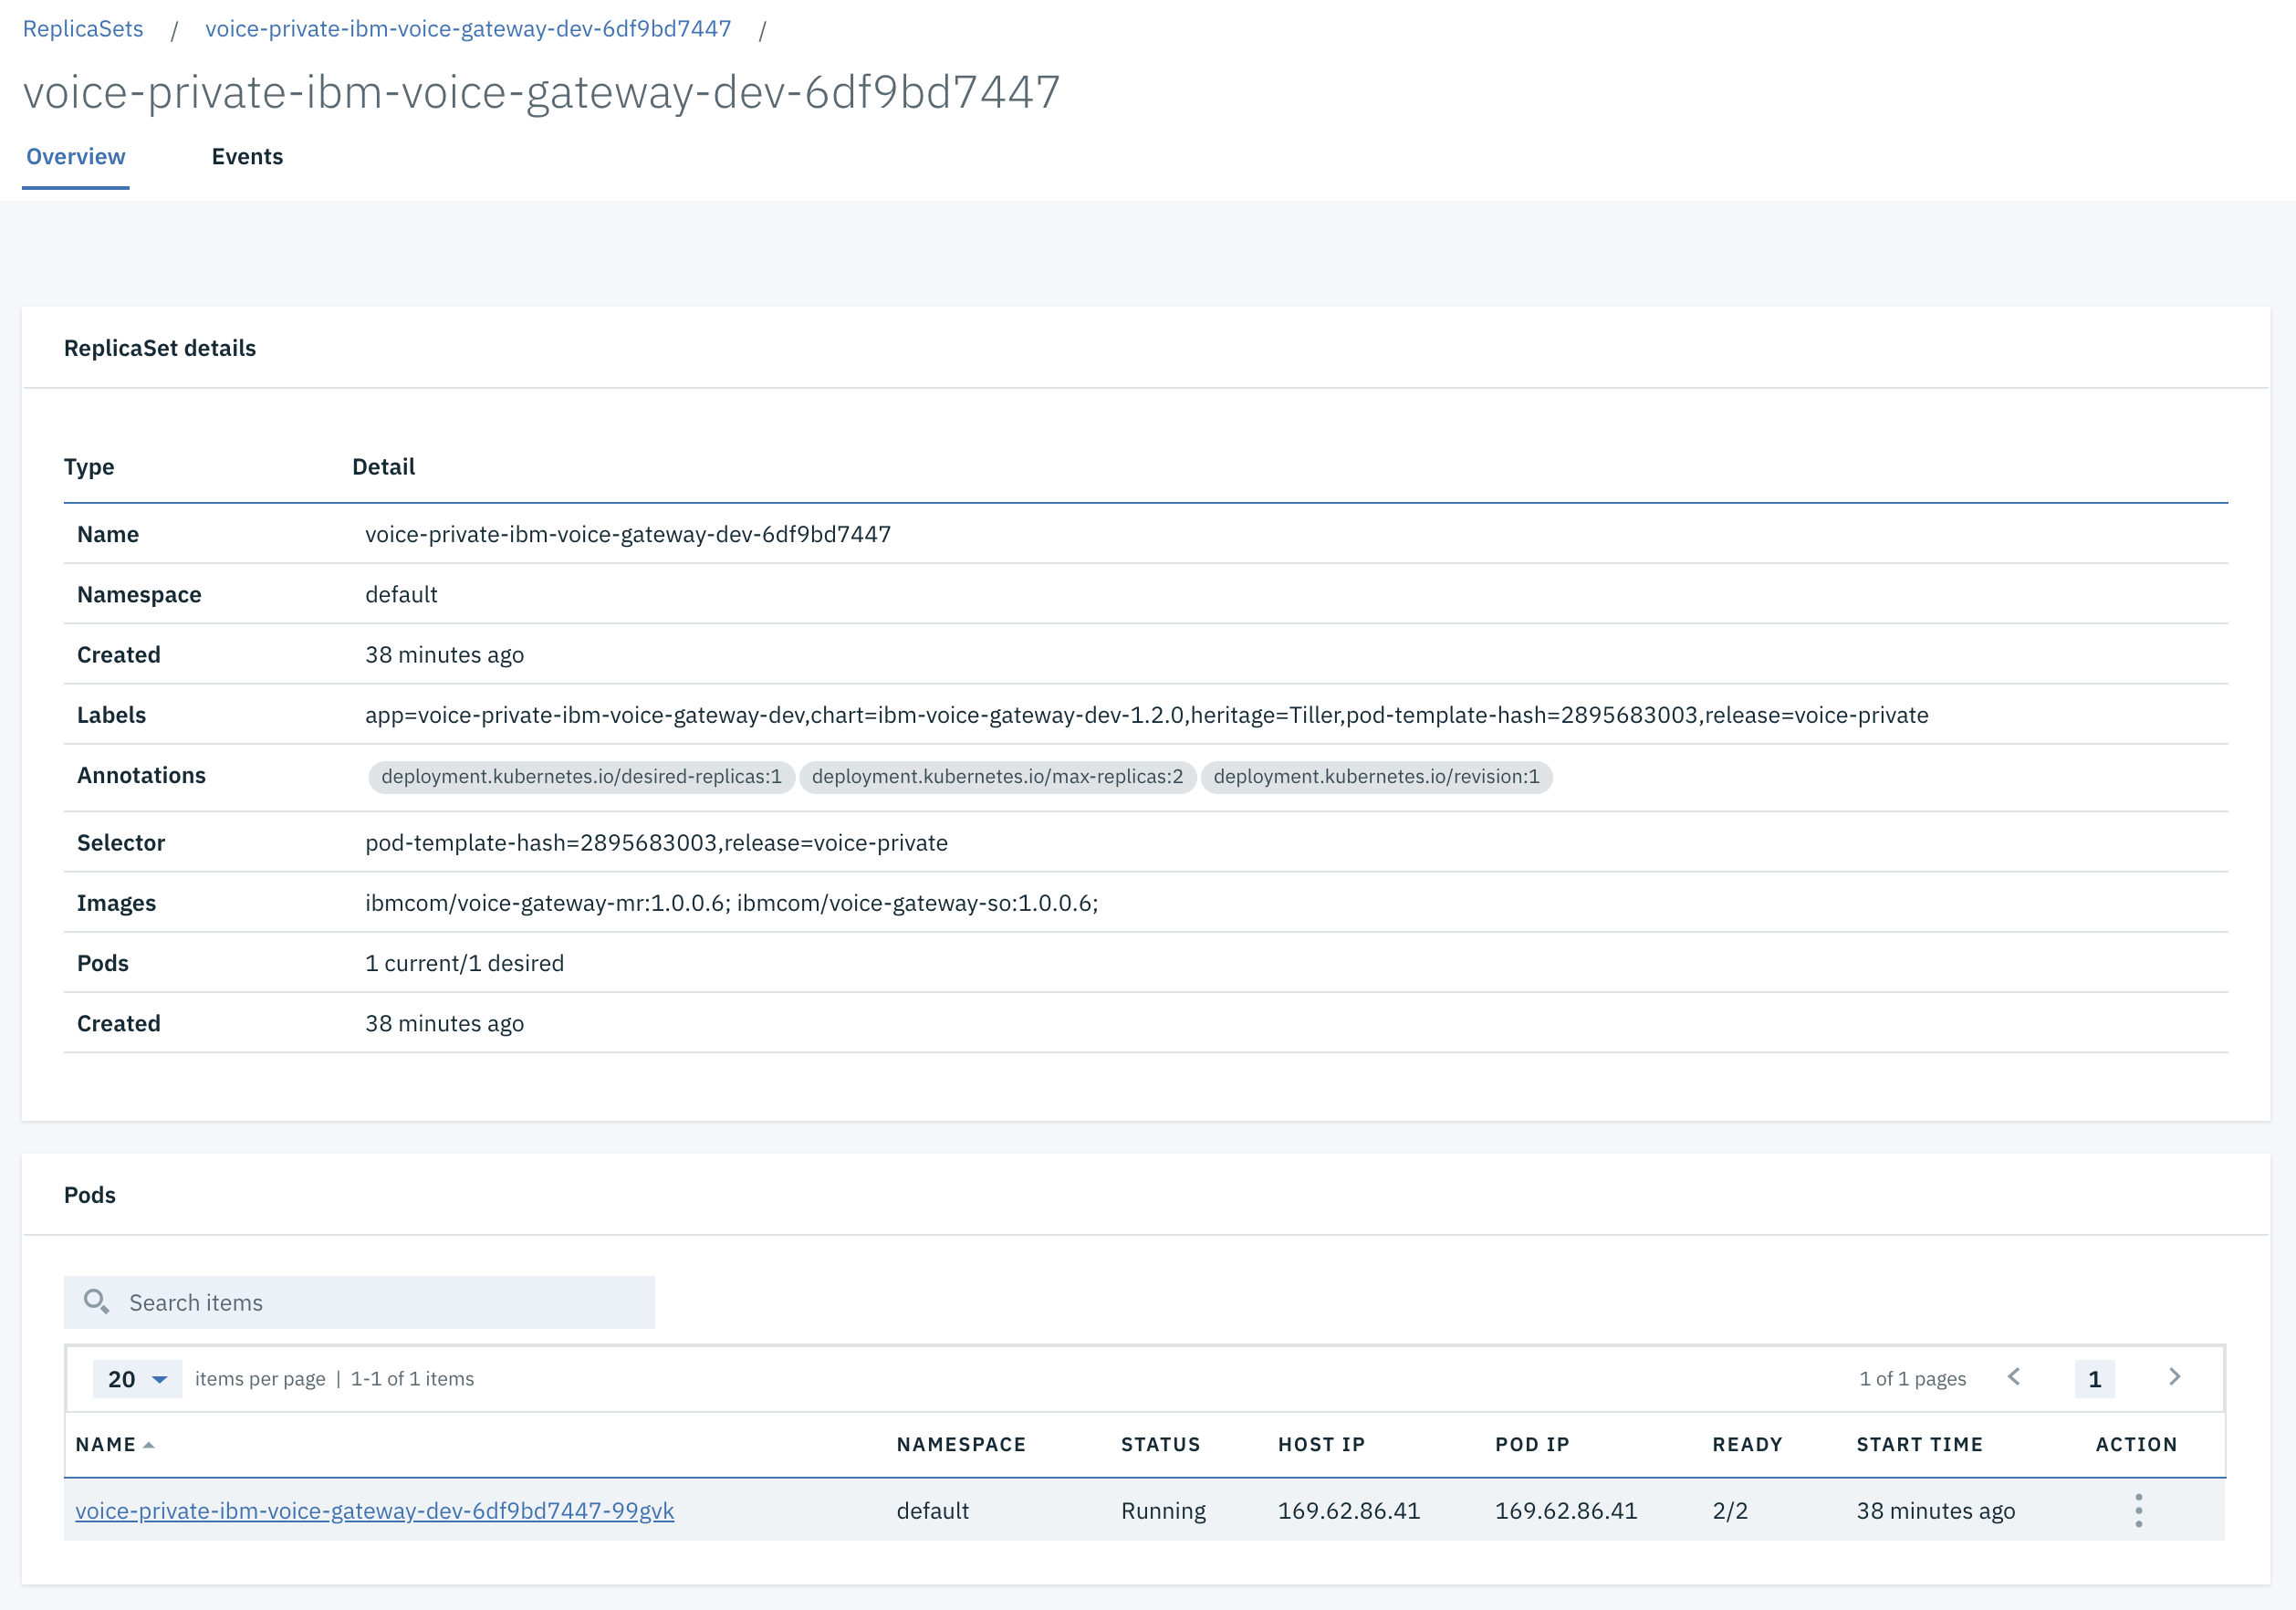 ReplicaSets / voice-private-ibm-voice-gateway-dev-6df9bd7447 /
voice-private-ibm-voice-gateway-dev-6df9bd7447
Overview Events
ReplicaSet details
Type Detail
Name voice-private-ibm-voice-gateway-dev-6df9bd7447
Namespace default
Created 38 minutes ago
Labels app=voice-private-ibm-voice-gateway-dev,chart=ibm-voice-gateway-dev-1.2.0,heritage=Tiller,pod-template-hash=2895683003,release=voice-private
Annotations deployment.kubernetes.io/desired-replicas:1 deployment.kubernetes.io/max-replicas:2 deployment.kubernetes.io/revision:1
Selector pod-template-hash=2895683003,release=voice-private
Images ibmcom/voice-gateway-mr:1.0.0.6; ibmcom/voice-gateway-so:1.0.0.6;
Pods 1 current/1 desired
Created 38 minutes ago
Pods
Search items
20 items per page | 1-1 of 1 items 1 of 1 pages 1
NAME NAMESPACE STATUS HOST IP POD IP READY START TIME ACTION
voice-private-ibm-voice-gateway-dev-6df9bd7447-99gvk default Running 169.62.86.41 169.62.86.41 2/2 38 minutes ago